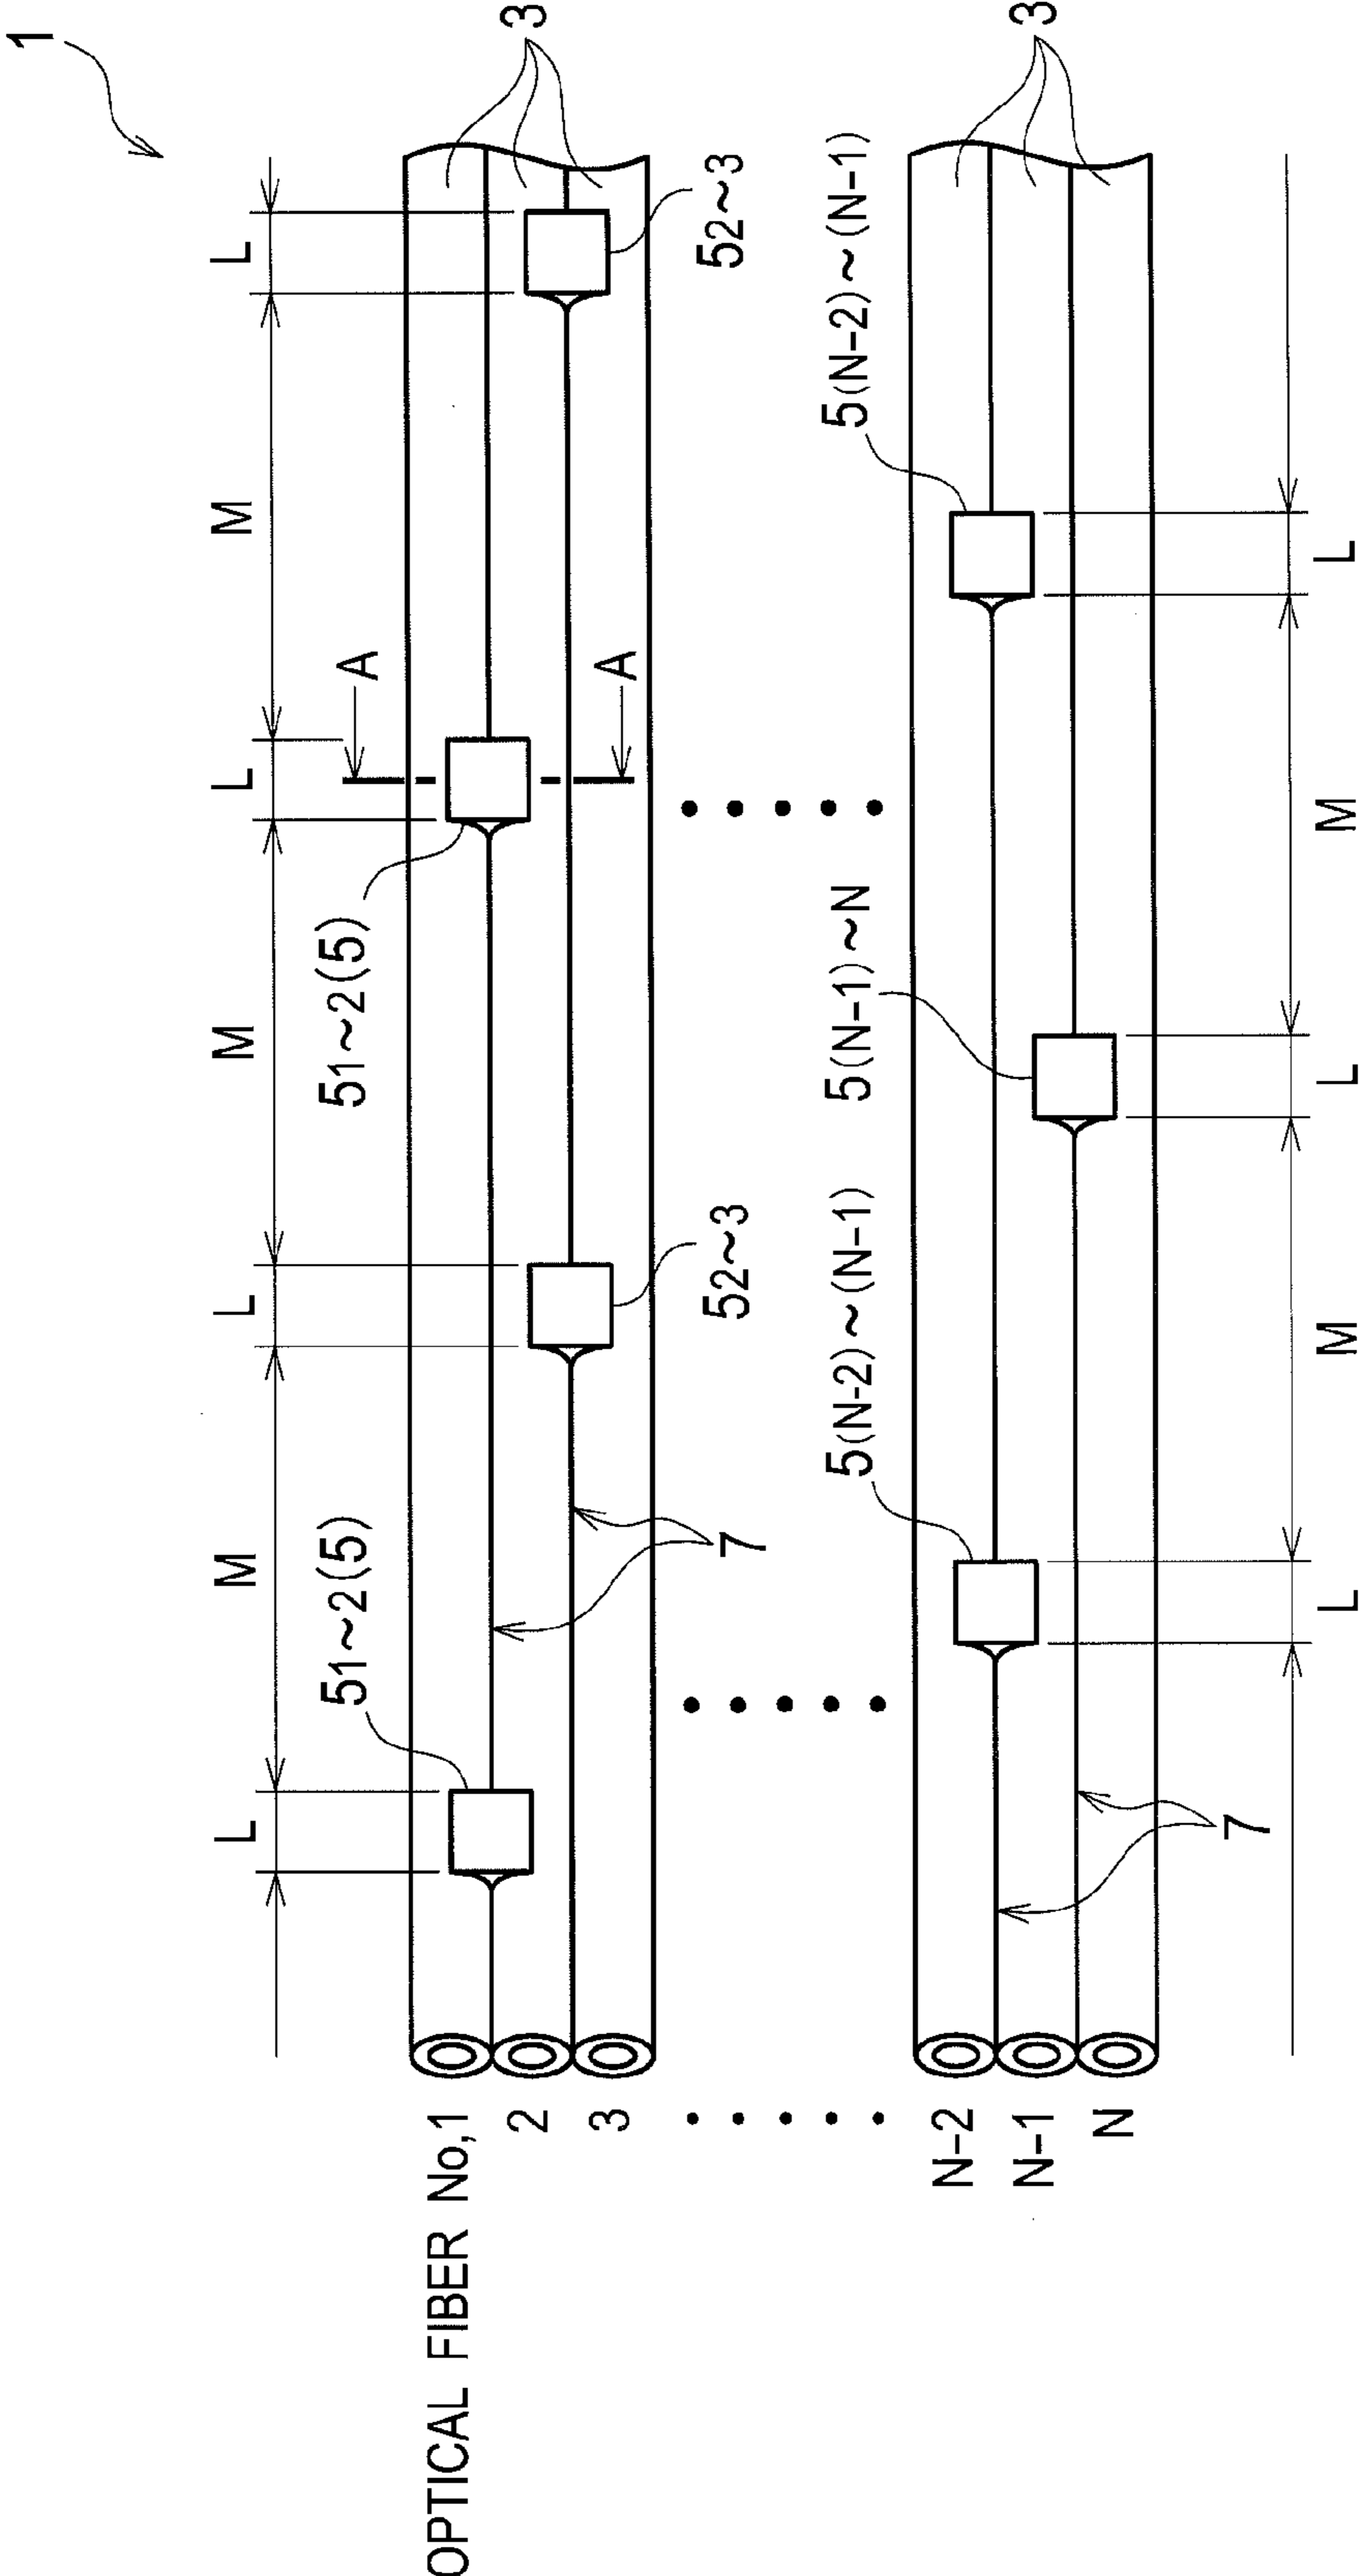 1
L M L M L M L
51~2(5) 51~2(5) A
OPTICAL FIBER No,1
2 3
3 A
52~3 52~3
7
5(N-2)~(N-1) 5(N-1)~N 5(N-2)~(N-1)
N-2
N-1 3
N
7
L M L M L